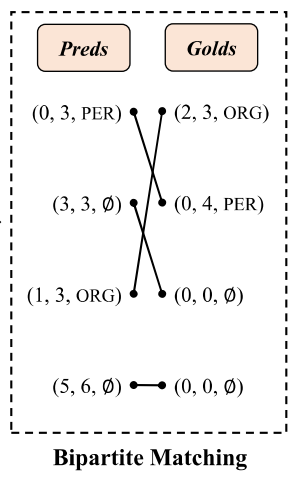 Preds Golds
(0, 3, PER) (2, 3, ORG)
(3, 3, ∅) (0, 4, PER)
(1, 3, ORG) (0, 0, ∅)
(5, 6, ∅) (0, 0, ∅)
Bipartite Matching